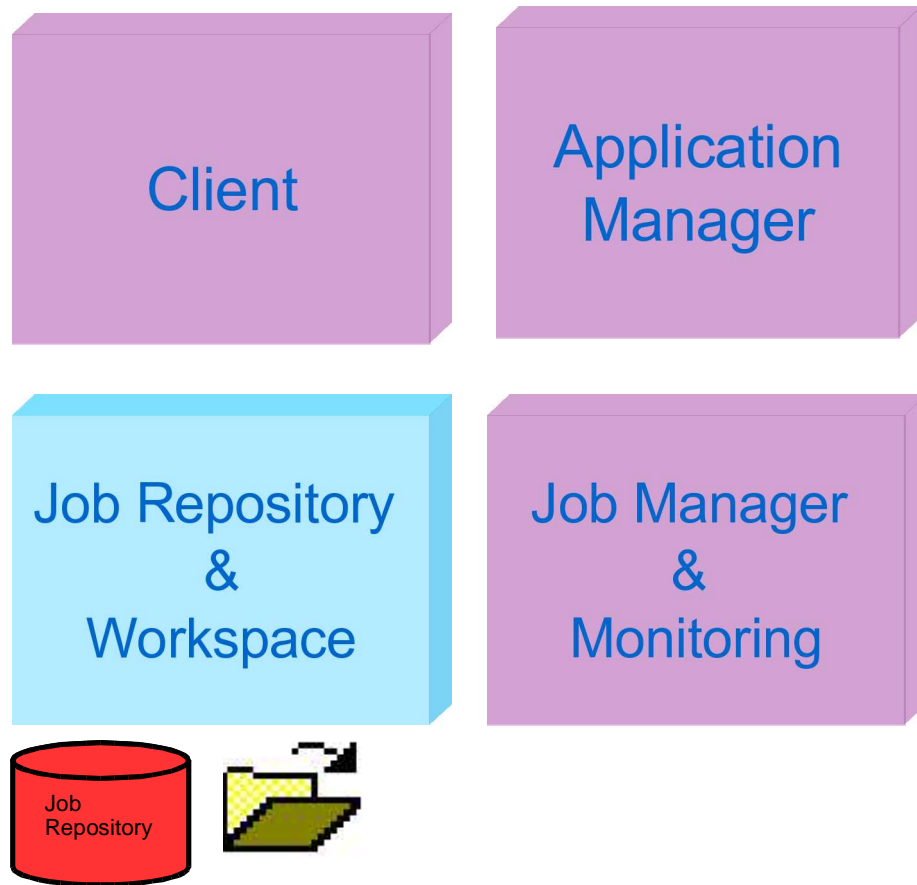 Client
Application
Manager
Job Repository
&
Workspace
Job Manager
&
Monitoring
Job
Repository